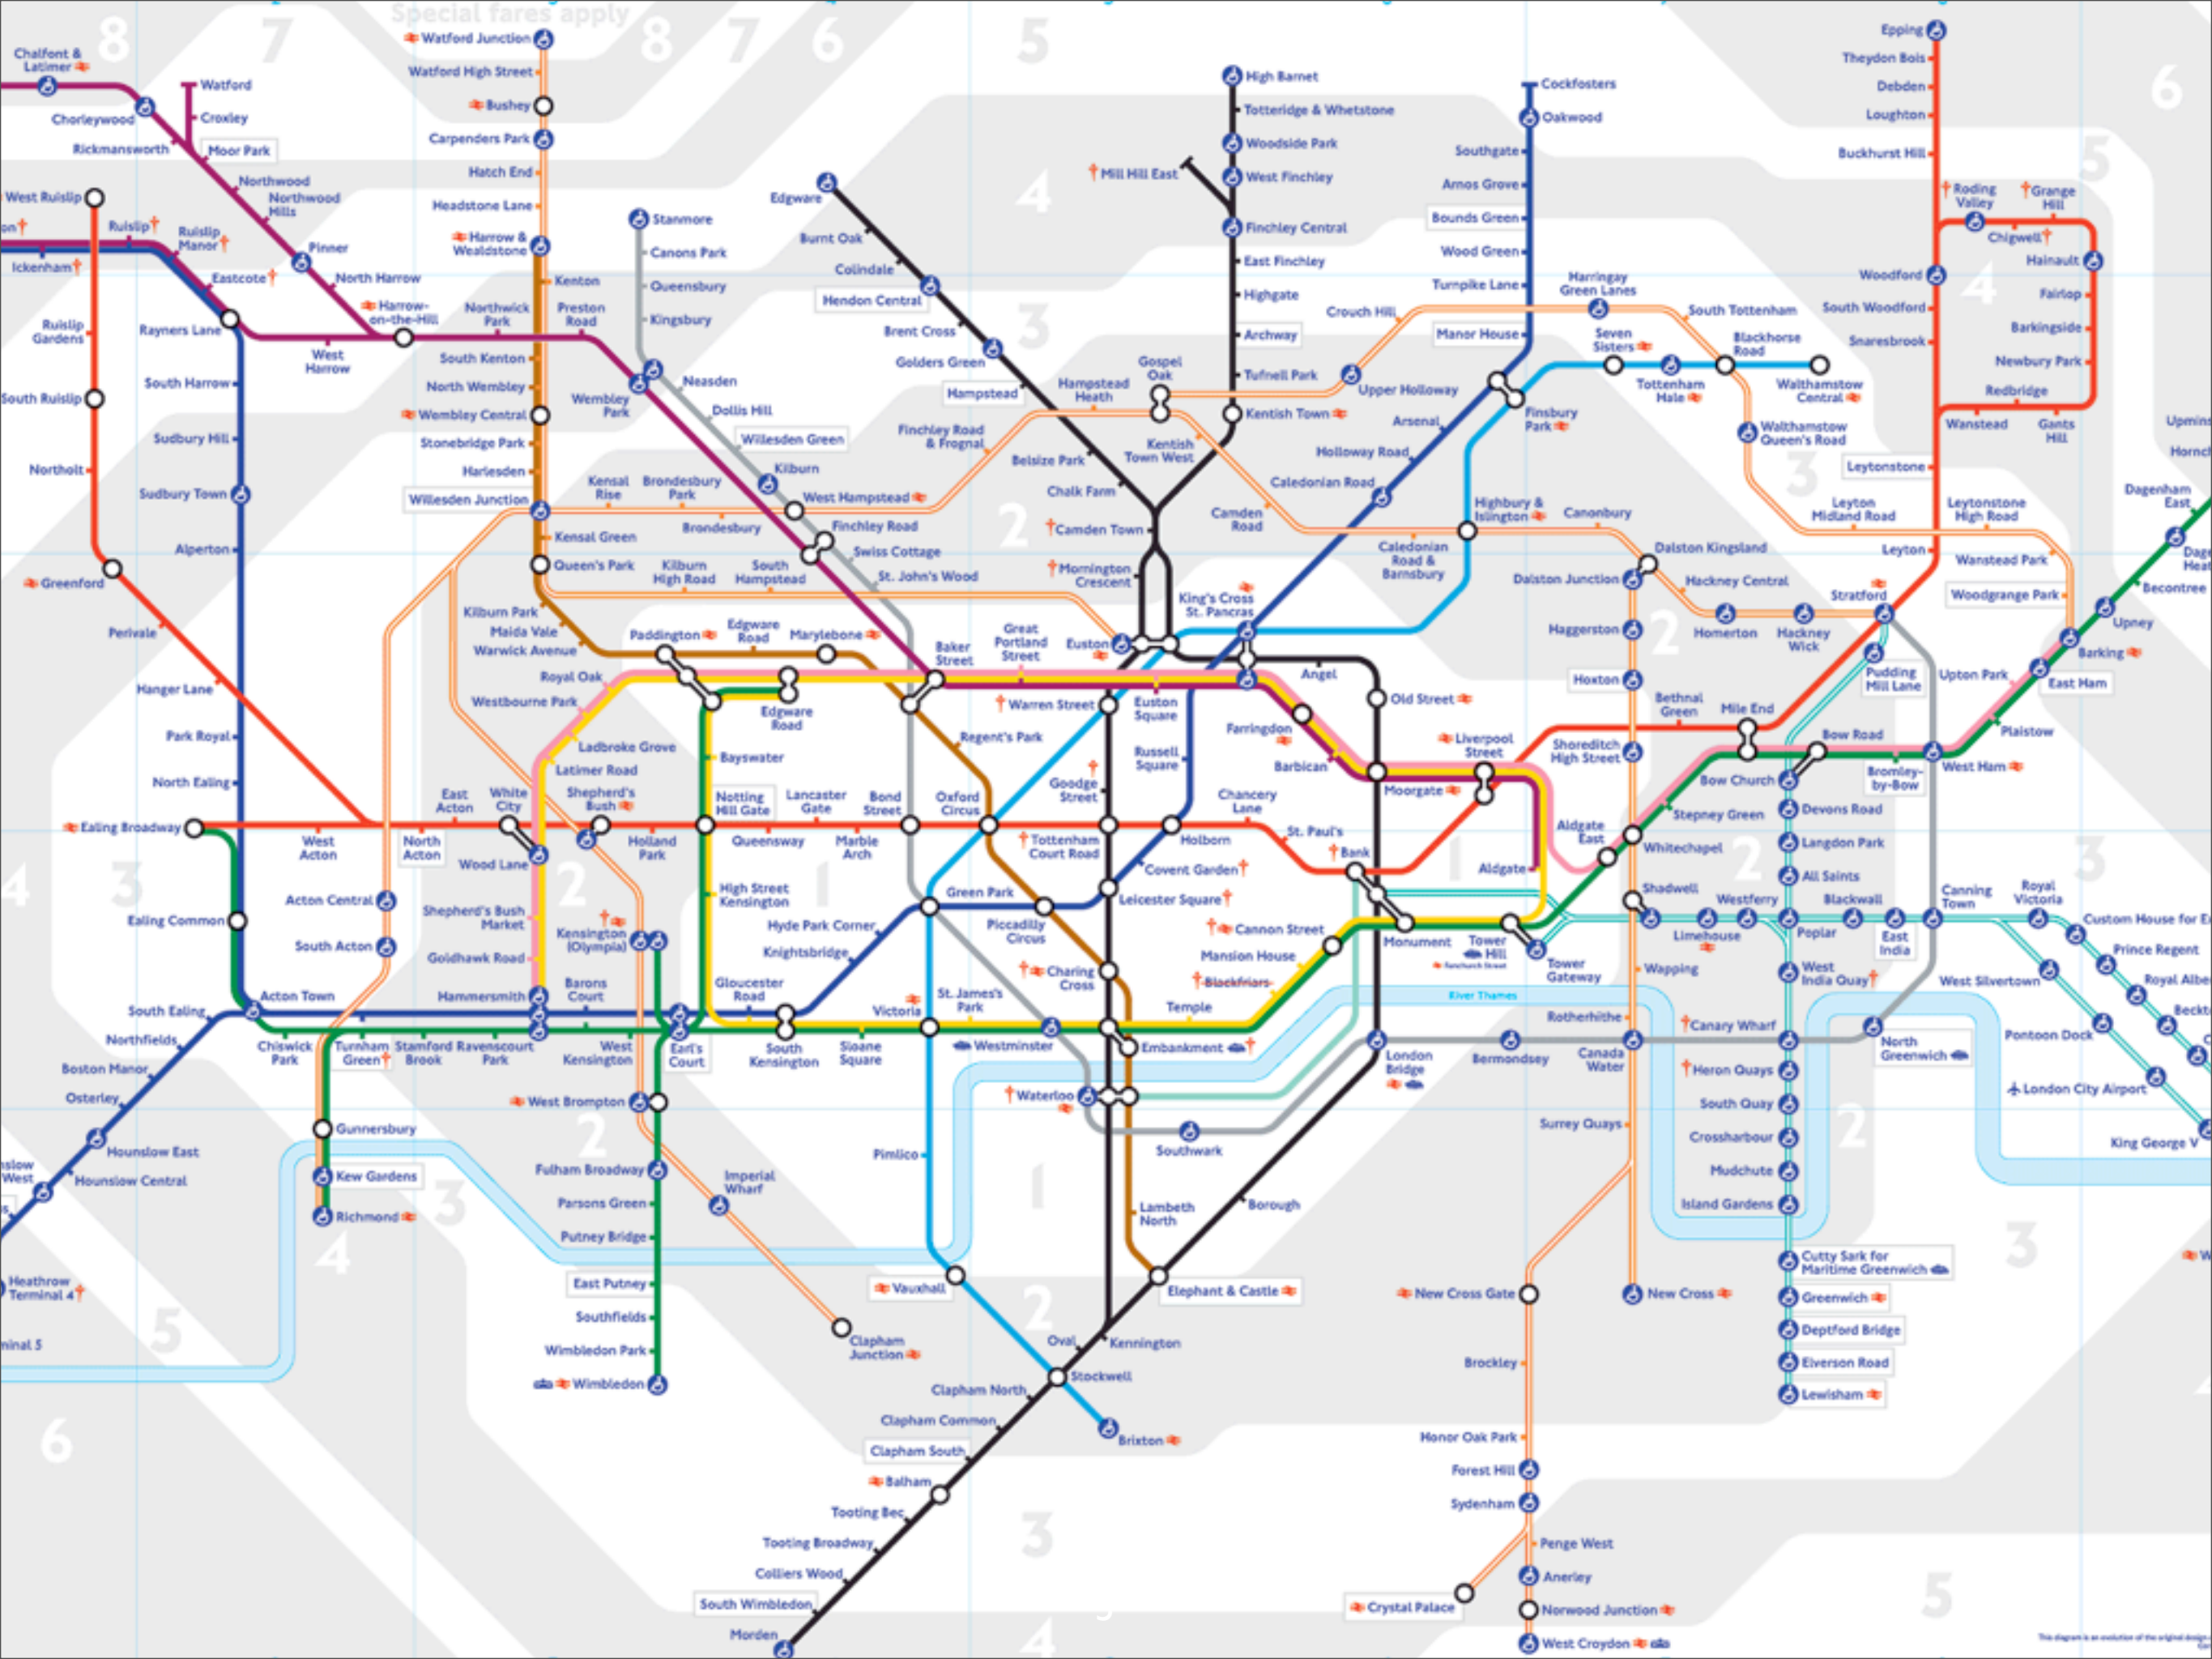 Special fares apply
8
7
8
7
6
5
6
Chalfont &
Latimer
Chorleywood
Rickmansworth
Watford
Croxley
Moor Park
Northwood
Northwood
Hills
Pinner
North Harrow
Harrow-
on-the-Hill
West Ruislip
on†
Ickenham†
Ruislip†
Ruislip
Manor†
Eastcote†
Rayners Lane
West
Harrow
Northwick
Park
Preston
Road
Ruislip
Gardens
South Ruislip
Northolt
Greenford
Perivale
Hanger Lane
South Harrow
Sudbury Hill
Sudbury Town
Alperton
Park Royal
North Ealing
Ealing Broadway
Ealing Common
West
Acton
North
Acton
East
Acton
White
City
Watford Junction
Watford High Street
Bushey
Carpenders Park
Hatch End
Headstone Lane
Harrow &
Wealdstone
Kenton
South Kenton
North Wembley
Wembley Central
Stonebridge Park
Harlesden
Willesden Junction
Kensal Green
Queen's Park
Kilburn Park
Maida Vale
Warwick Avenue
Paddington
Edgware
Road
Marylebone
Stanmore
Canons Park
Queensbury
Kingsbury
Wembley
Park
Neasden
Dollis Hill
Willesden Green
Kilburn
West Hampstead
Finchley Road
Swiss Cottage
St. John's Wood
Kensal
Rise
Brondesbury
Park
Brondesbury
Kilburn
High Road
South
Hampstead
Edgware
Burnt Oak
Colindale
Hendon Central
Brent Cross
Golders Green
Hampstead
Belsize Park
Chalk Farm
†Camden Town
†Mornington
Crescent
Euston
High Barnet
Totteridge & Whetstone
Woodside Park
†Mill Hill East
West Finchley
Finchley Central
East Finchley
Highgate
Archway
Tufnell Park
Kentish Town
Gospel
Oak
Hampstead
Heath
Finchley Road
& Frognal
Kentish
Town West
Camden
Road
Cockfosters
Oakwood
Southgate
Arnos Grove
Bounds Green
Wood Green
Turnpike Lane
Manor House
Finsbury
Park
Arsenal
Holloway Road
Caledonian Road
King's Cross
St. Pancras
Crouch Hill
Harringay
Green Lanes
South Tottenham
Upper Holloway
Seven
Sisters
Tottenham
Hale
Blackhorse
Road
Walthamstow
Central
Walthamstow
Queen's Road
Leyton
Midland Road
Leytonstone
High Road
Wanstead Park
Woodgrange Park
Highbury &
Islington
Caledonian
Road &
Barnsbury
Canonbury
Dalston Kingsland
Dalston Junction
Hackney Central
Homerton
Hackney
Wick
Stratford
Epping
Theydon Bois
Debden
Loughton
Buckhurst Hill
†Roding
Valley
†Grange
Hill
Chigwell†
Hainault
Woodford
Fairlop
South Woodford
Barkingside
Snaresbrook
Newbury Park
Redbridge
Wanstead
Gants
Hill
Leytonstone
Leyton
Dagenham
East
Becontree
Upney
Barking
East Ham
Upton Park
Plaistow
West Ham
Bromley-
by-Bow
Bow Road
Bow Church
Pudding
Mill Lane
Mile End
Bethnal
Green
Stepney Green
Whitechapel
Haggerston
Hoxton
Shoreditch
High Street
Royal Oak
Westbourne Park
Ladbroke Grove
Latimer Road
Shepherd's
Bush
Wood Lane
Holland
Park
Shepherd's Bush
Market
Goldhawk Road
Hammersmith
Edgware
Road
Bayswater
Notting
Hill Gate
Queensway
Lancaster
Gate
Marble
Arch
Bond
Street
Oxford
Circus
†Tottenham
Court Road
Holborn
Chancery
Lane
St. Paul's
†Bank
Baker
Street
Great
Portland
Street
Regent's Park
†Warren Street
Euston
Square
†
Goodge
Street
Russell
Square
Angel
Old Street
Farringdon
Barbican
Moorgate
Liverpool
Street
Aldgate
East
Aldgate
Covent Garden†
Leicester Square†
Piccadilly
Circus
Green Park
Hyde Park Corner
Knightsbridge
High Street
Kensington
Kensington
(Olympia)
Barons
Court
Gloucester
Road
South
Kensington
Sloane
Square
Victoria
St. James's
Park
Westminster
†Charing
Cross
Embankment †
Temple
†Blackfriars
Mansion House
†Cannon Street
Monument
Tower
Hill
Fenchurch Street
Tower
Gateway
Shadwell
Limehouse
Westferry
Poplar
Blackwall
East
India
Canning
Town
Royal
Victoria
Prince Regent
Devons Road
Langdon Park
All Saints
West
India Quay†
†Canary Wharf
†Heron Quays
South Quay
Crossharbour
Mudchute
Island Gardens
Cutty Sark for
Maritime Greenwich
Greenwich
Deptford Bridge
Elverson Road
Lewisham
West Silvertown
Pontoon Dock
London City Airport
King George V
North
Greenwich
Wapping
River Thames
Rotherhithe
Canada
Water
Bermondsey
London
Bridge
Southwark
†Waterloo
Surrey Quays
New Cross Gate
New Cross
Brockley
Honor Oak Park
Forest Hill
Sydenham
Penge West
Crystal Palace
Anerley
Norwood Junction
West Croydon
Acton Central
South Acton
Acton Town
South Ealing
Northfields
Boston Manor
Osterley
Hounslow East
Hounslow Central
Chiswick
Park
Turnham
Green†
Stamford
Brook
Ravenscourt
Park
West
Kensington
Earl's
Court
Gunnersbury
Kew Gardens
Richmond
West Brompton
Fulham Broadway
Parsons Green
Putney Bridge
East Putney
Southfields
Wimbledon Park
Wimbledon
Imperial
Wharf
Clapham
Junction
Pimlico
Vauxhall
Lambeth
North
Elephant & Castle
Borough
Kennington
Oval
Stockwell
Brixton
Clapham North
Clapham Common
Clapham South
Balham
Tooting Bec
Tooting Broadway
Colliers Wood
South Wimbledon
Morden
Heathrow
Terminal 4†